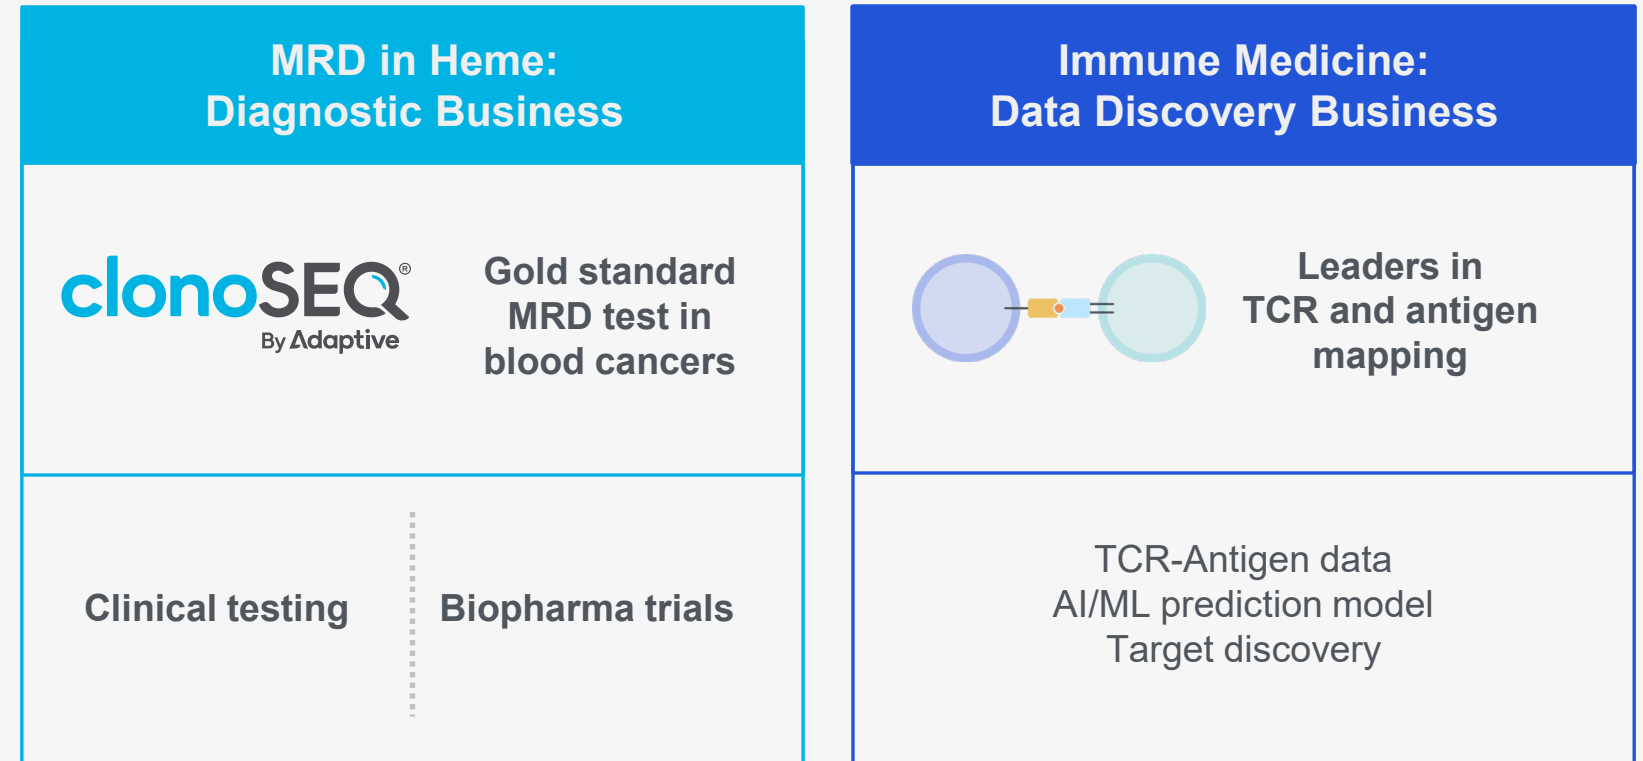 MRD in Heme:
Diagnostic Business
clonoSEQ®
By Adaptive
Gold standard
MRD test in
blood cancers
Clinical testing
Biopharma trials
Immune Medicine:
Data Discovery Business
Leaders in
TCR and antigen
mapping
TCR-Antigen data
AI/ML prediction model
Target discovery